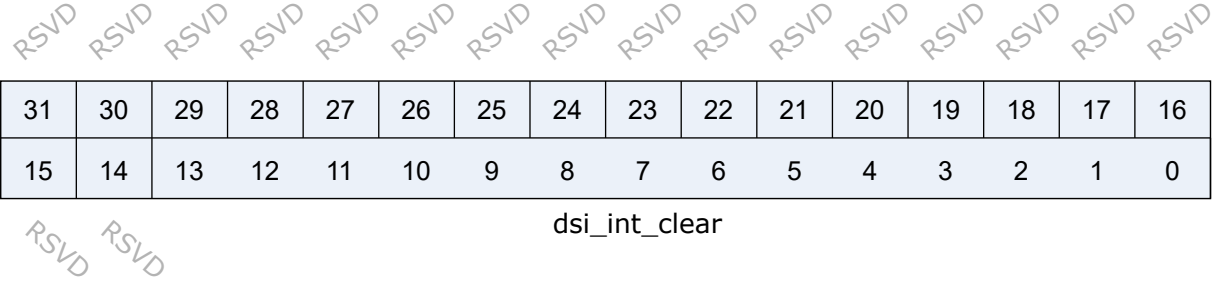 RSVD RSVD RSVD RSVD RSVD RSVD RSVD RSVD RSVD RSVD RSVD RSVD RSVD RSVD RSVD RSVD
31 30 29 28 27 26 25 24 23 22 21 20 19 18 17 16
15 14 13 12 11 10 9 8 7 6 5 4 3 2 1 0
RSVD RSVD dsi_int_clear